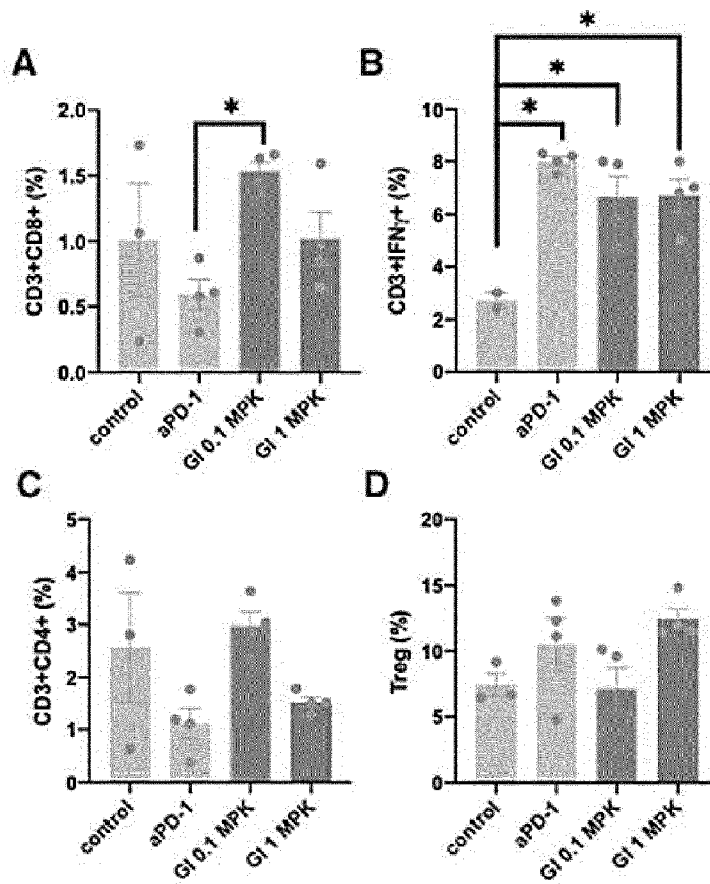 A
CD3+CD8+ (%)
2.0
1.5
1.0
0.5
0.0
*
control
aPD-1
GI 0.1 MPK
GI 1 MPK
B
CD3+IFNγ+ (%)
10
8
6
4
2
0
*
*
*
control
aPD-1
GI 0.1 MPK
GI 1 MPK
C
CD3+CD4+ (%)
5
4
3
2
1
0
control
aPD-1
GI 0.1 MPK
GI 1 MPK
D
Treg (%)
20
15
10
5
0
control
aPD-1
GI 0.1 MPK
GI 1 MPK